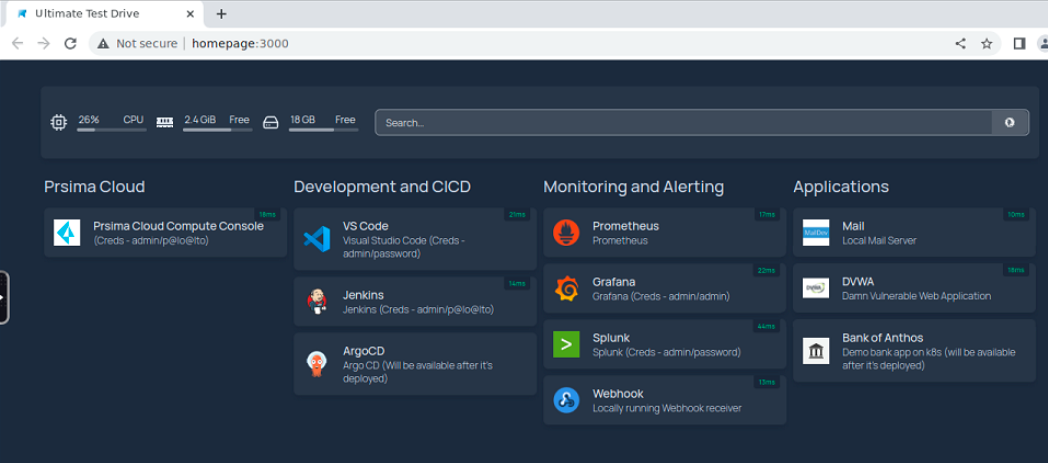 Ultimate Test Drive
Not secure | homepage:3000
26% CPU 2.4 GiB Free 18 GB Free Search...
Prsima Cloud
18ms
Prsima Cloud Compute Console
(Creds - admin/p@lo@lto)
Development and CICD
21ms
VS Code
Visual Studio Code (Creds -
admin/password)
14ms
Jenkins
Jenkins (Creds - admin/p@lo@lto)
ArgoCD
Argo CD (Will be available after it's
deployed)
Monitoring and Alerting
17ms
Prometheus
Prometheus
22ms
Grafana
Grafana (Creds - admin/admin)
44ms
Splunk
Splunk (Creds - admin/password)
13ms
Webhook
Locally running Webhook receiver
Applications
10ms
MailDev
Mail
Local Mail Server
18ms
DVWA
DVWA
Damn Vulnerable Web Application
Bank of Anthos
Demo bank app on k8s (will be available
after it's deployed)